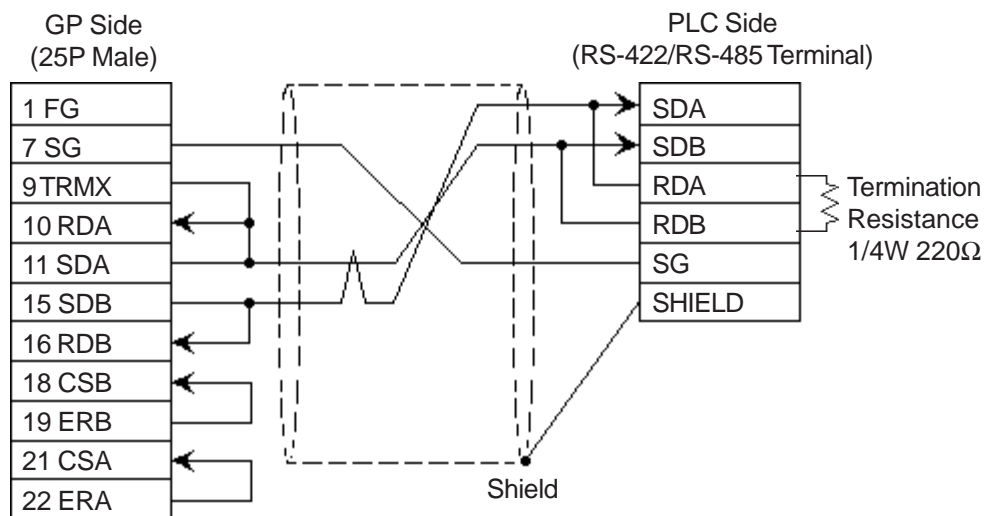 GP Side
(25P Male)
1 FG
7 SG
9TRMX
10 RDA
11 SDA
15 SDB
16 RDB
18 CSB
19 ERB
21 CSA
22 ERA
Shield
PLC Side
(RS-422/RS-485 Terminal)
SDA
SDB
RDA
RDB
SG
SHIELD
Termination
Resistance
1/4W 220Ω